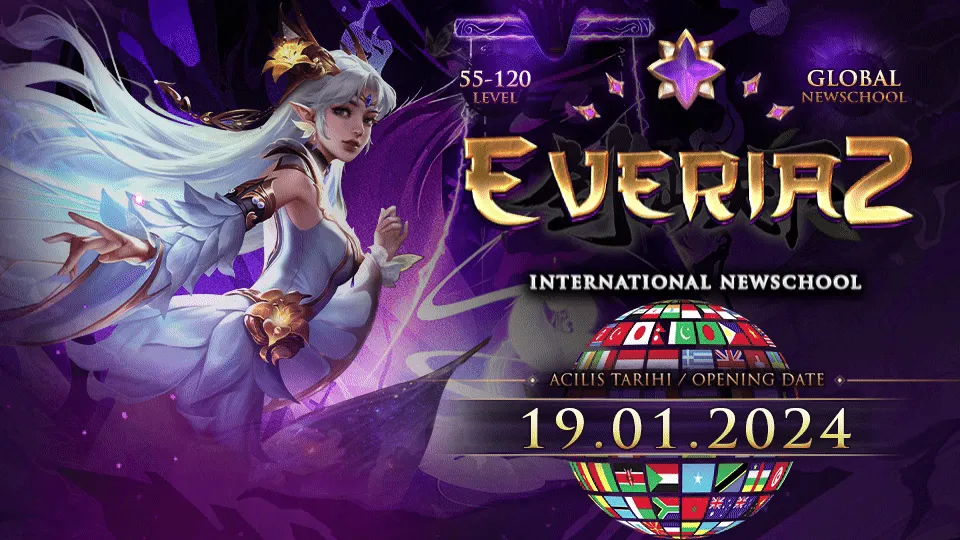 55-120
LEVEL
GLOBAL
NEWSCHOOL
EVERIA2
INTERNATIONAL NEWSCHOOL
ACILIS TARIHI / OPENING DATE
19.01.2024